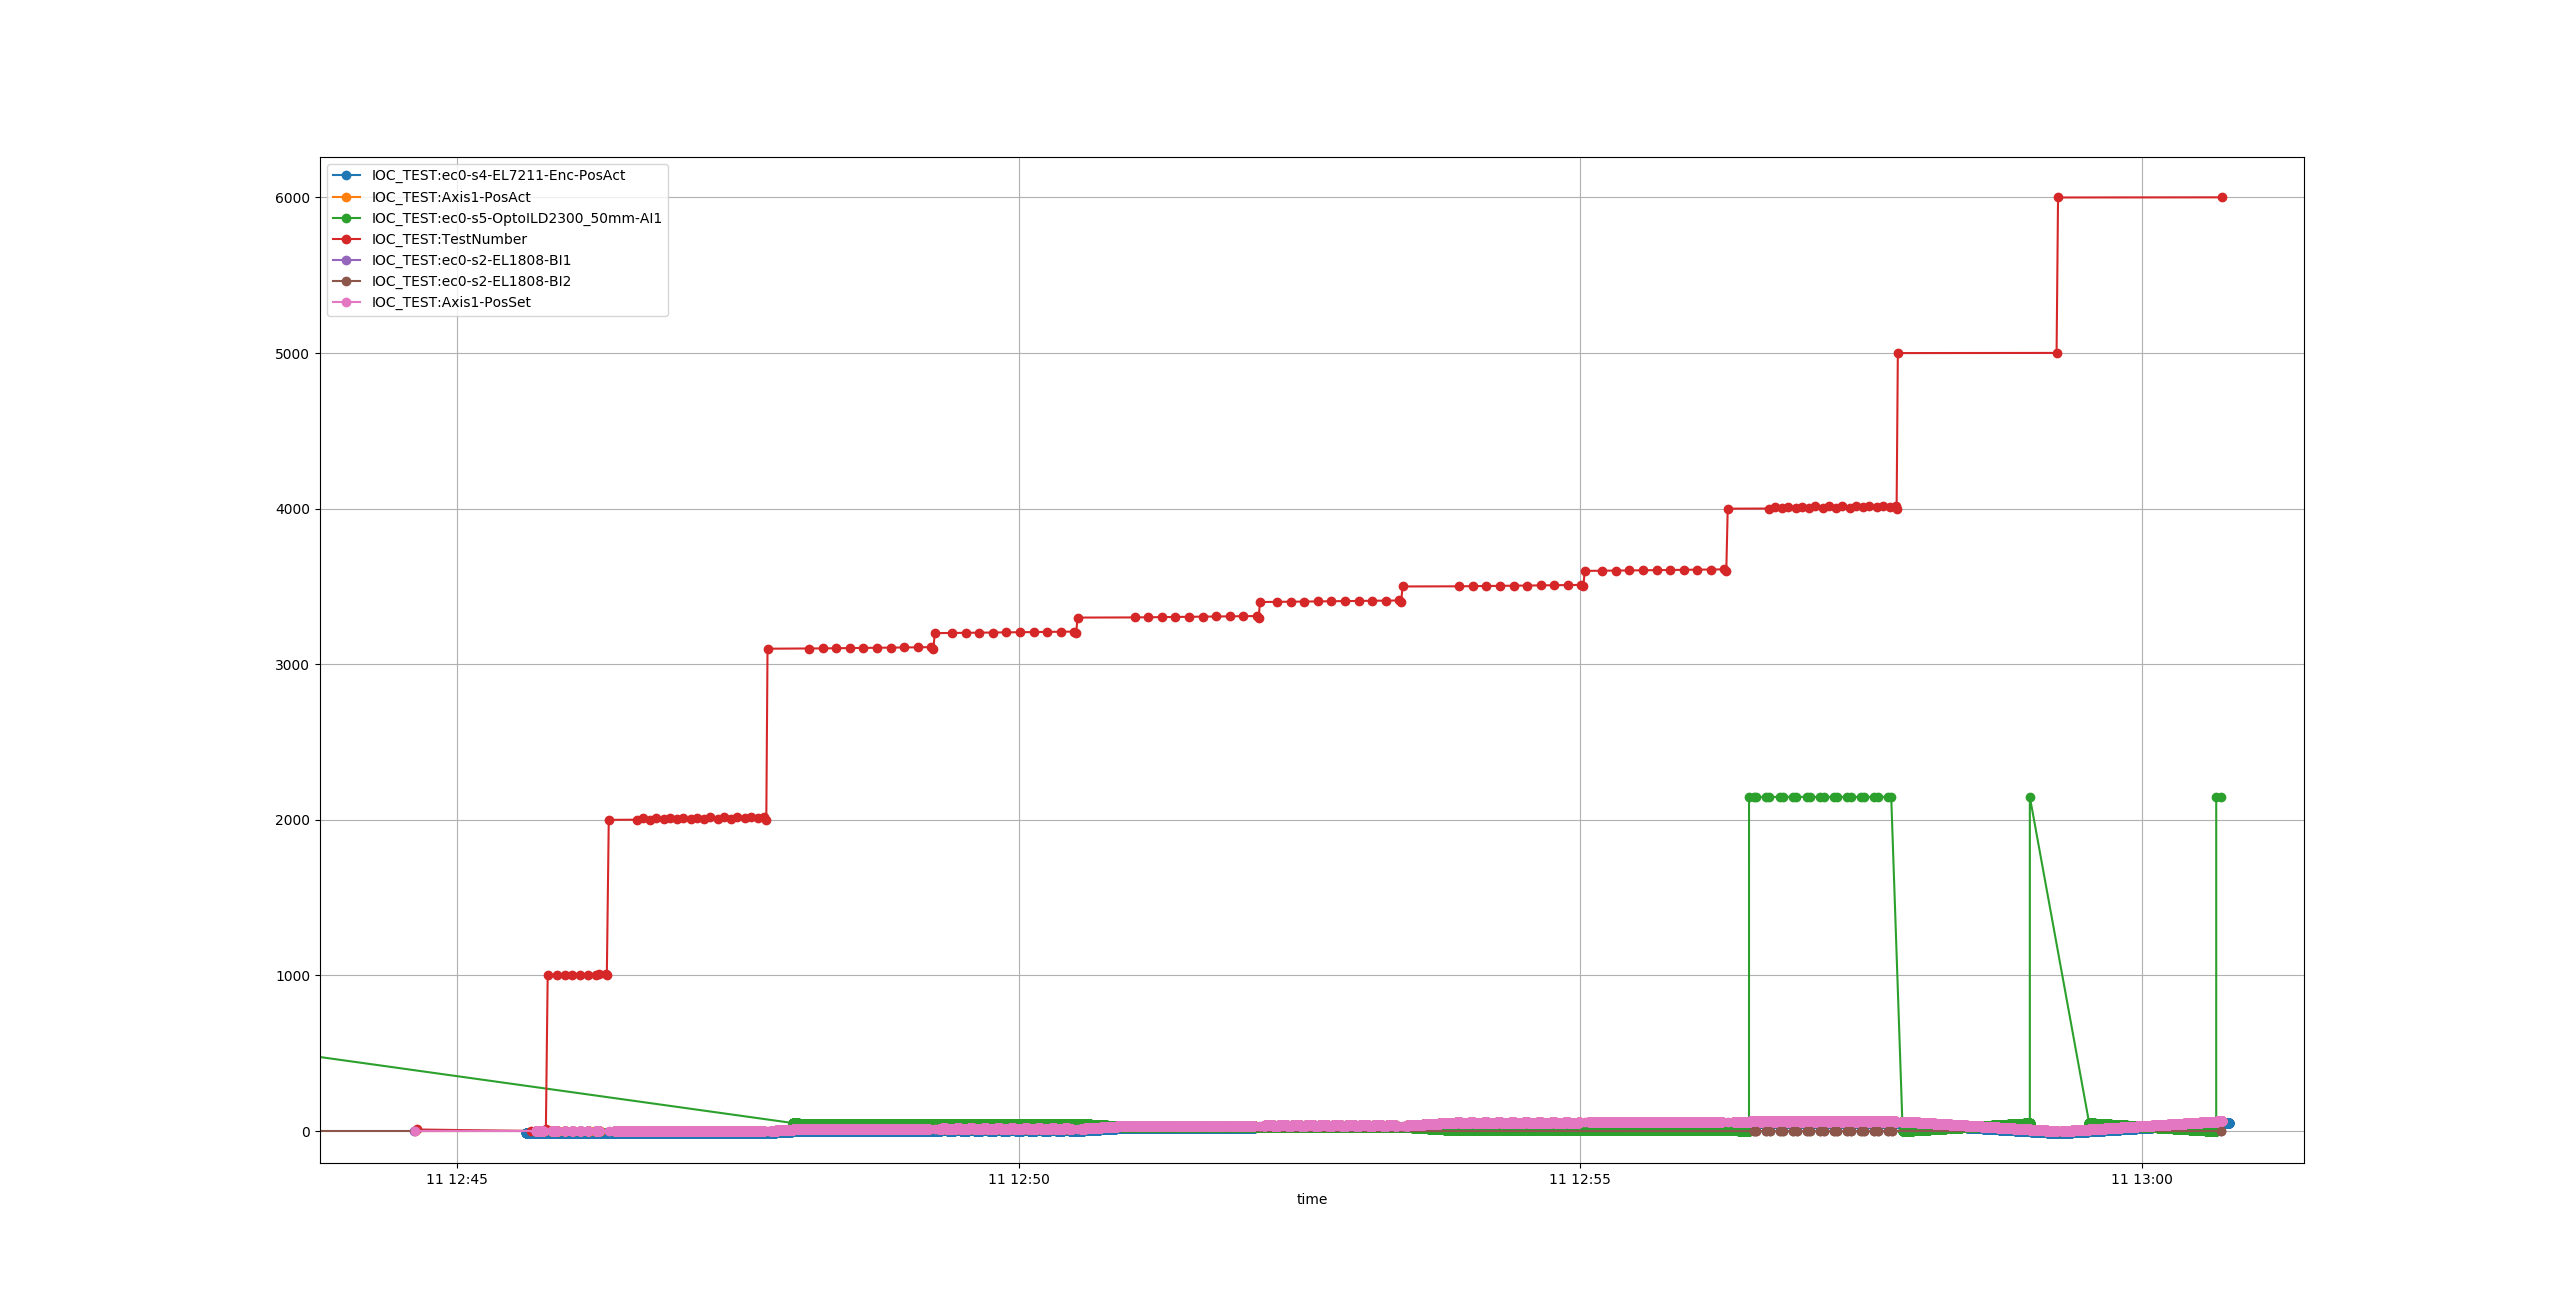 6000
5000
4000
3000
2000
1000
0
IOC_TEST:ec0-s4-EL7211-Enc-PosAct
IOC_TEST:Axis1-PosAct
IOC_TEST:ec0-s5-OptoILD2300_50mm-AI1
IOC_TEST:TestNumber
IOC_TEST:ec0-s2-EL1808-BI1
IOC_TEST:ec0-s2-EL1808-BI2
IOC_TEST:Axis1-PosSet
11 12:45 11 12:50 11 12:55 11 13:00
time